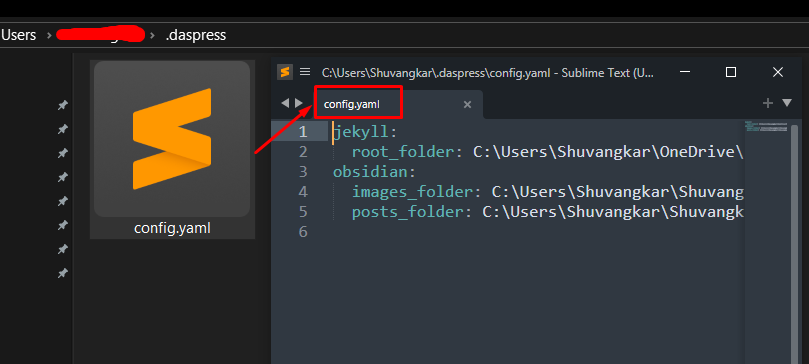 Users > > .daspress
C:\Users\Shuvangkar\.daspress\config.yaml - Sublime Text (U...
config.yaml
config.yaml
1 jekyll:
2 root_folder: C:\Users\Shuvangkar\OneDrive\
3 obsidian:
4 images_folder: C:\Users\Shuvangkar\Shuvang
5 posts_folder: C:\Users\Shuvangkar\Shuvangk
6